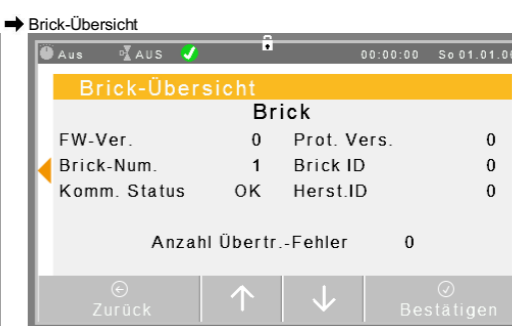 ➡ Brick-Übersicht
Aus AUS 00:00:00 So 01.01.00
Brick-Übersicht
Brick
FW-Ver. 0 Prot. Vers. 0
Brick-Num. 1 Brick ID 0
Komm. Status OK Herst.ID 0
Anzahl Übertr.-Fehler 0
Zurück Bestätigen